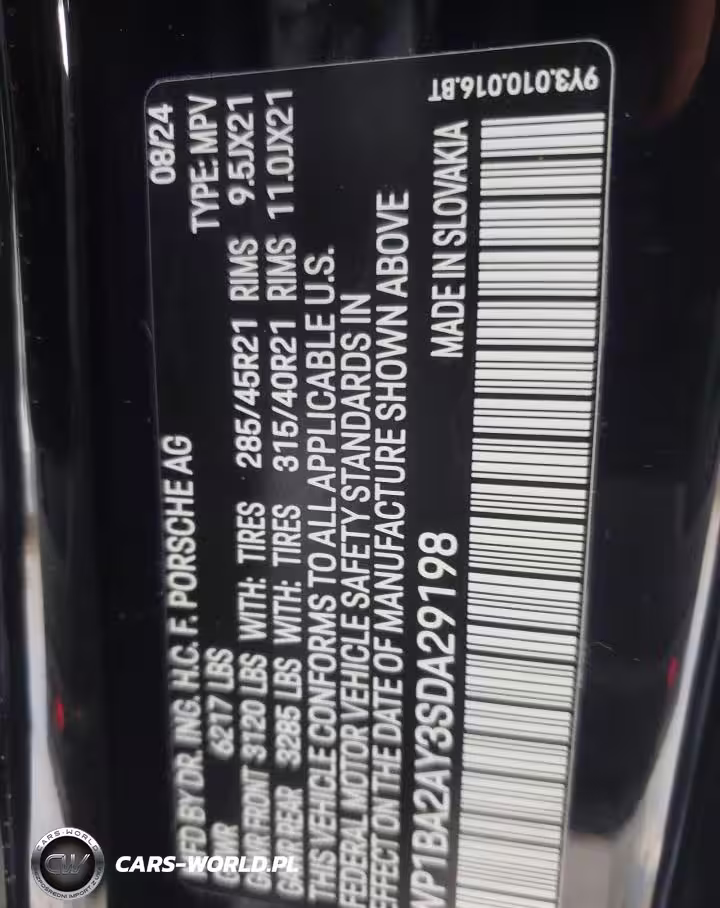 MFD BY DR. ING. H.C. F. PORSCHE AG 08/24
GVWR 6217 LBS TYPE: MPV
GAWR FRONT 3120 LBS WITH: TIRES 285/45R21 RIMS 9.5JX21
GAWR REAR 3285 LBS WITH: TIRES 315/40R21 RIMS 11.0JX21
THIS VEHICLE CONFORMS TO ALL APPLICABLE U.S.
FEDERAL MOTOR VEHICLE SAFETY STANDARDS IN
EFFECT ON THE DATE OF MANUFACTURE SHOWN ABOVE
WP1BA2AY3SDA29198 MADE IN SLOVAKIA
9Y3.010.016.BT
CARS-WORLD
CW
CARS-WORLD.PL